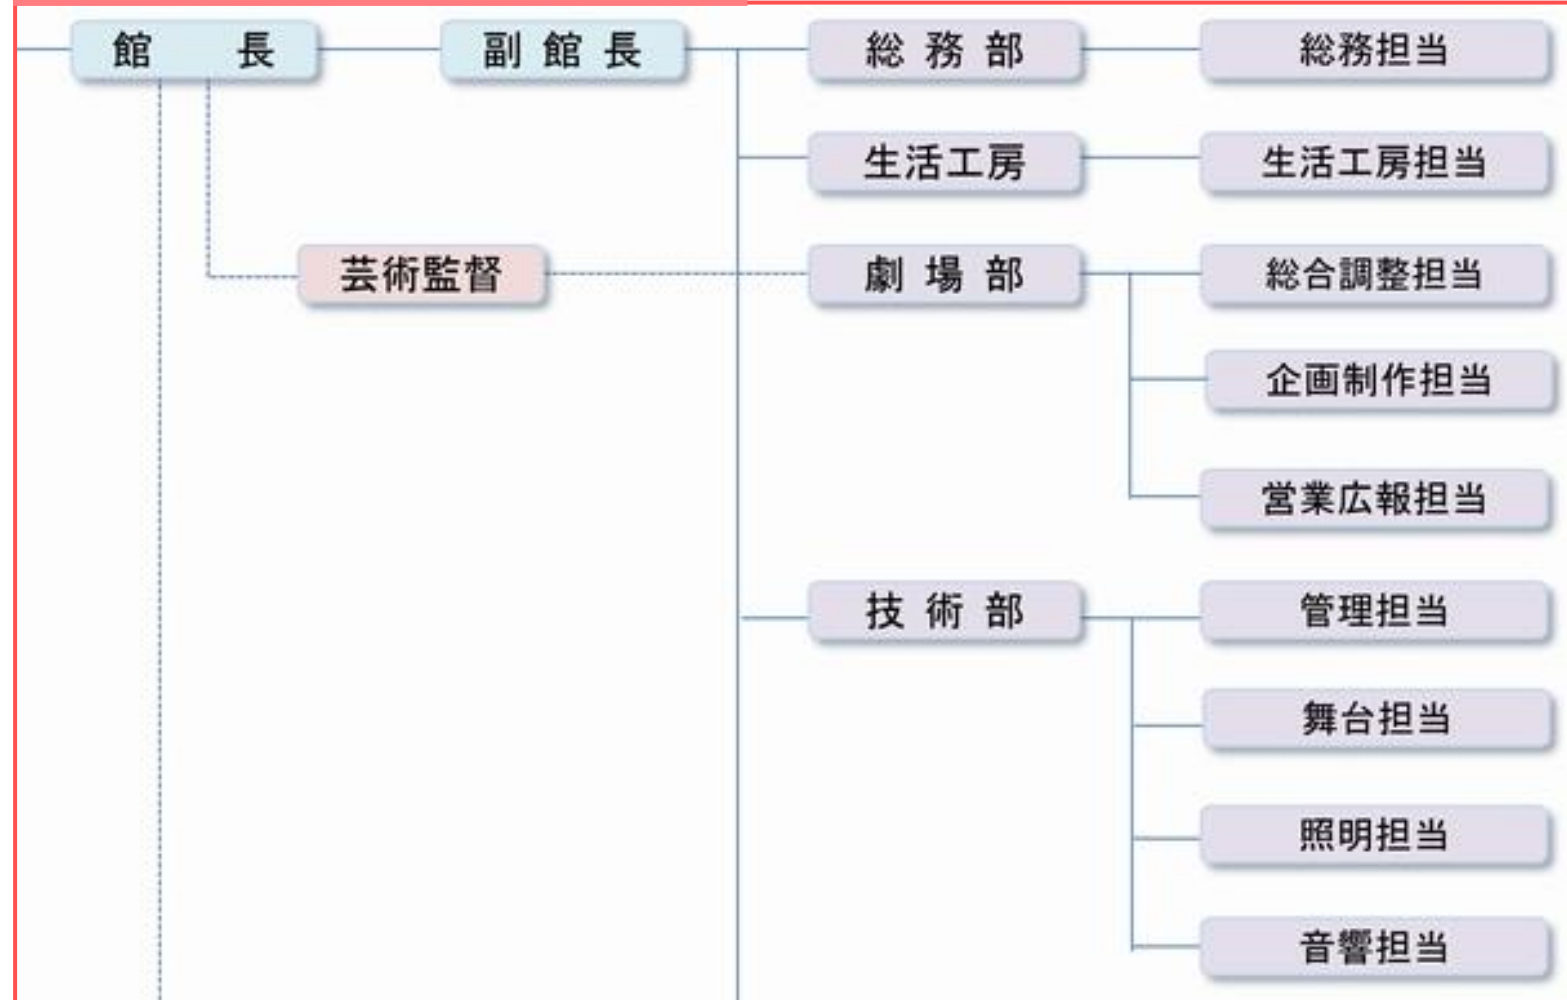 館長 副館長 総務部 総務担当
生活工房 生活工房担当
芸術監督 劇場部 総合調整担当
企画制作担当
営業広報担当
技術部 管理担当
舞台担当
照明担当
音響担当